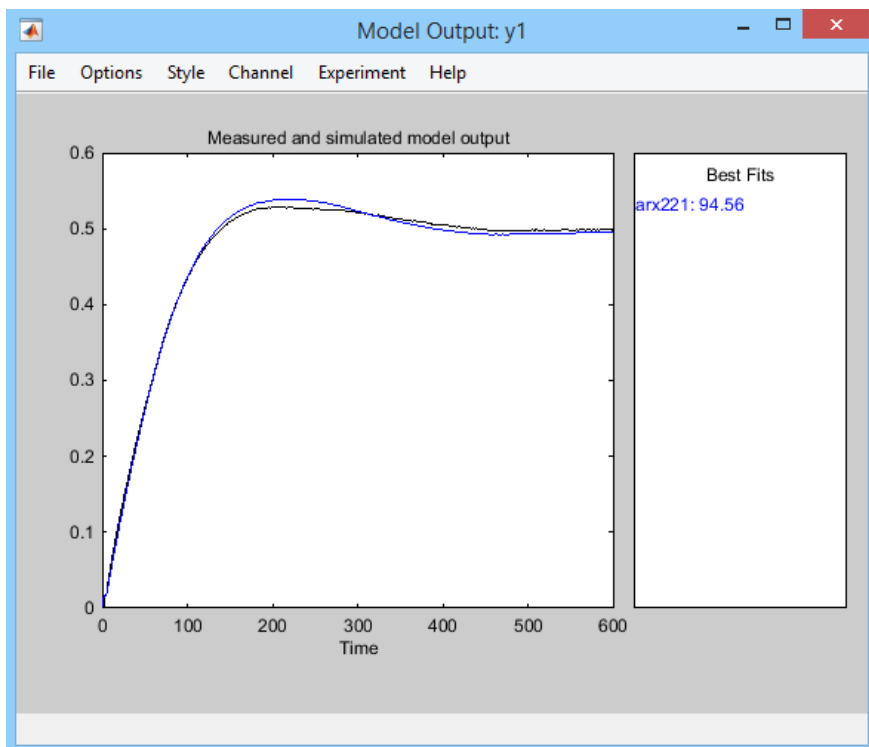 Model Output: y1
File Options Style Channel Experiment Help
Measured and simulated model output
0.6
0.5
0.4
0.3
0.2
0.1
0
0 100 200 300 400 500 600
Time
Best Fits
arx221: 94.56